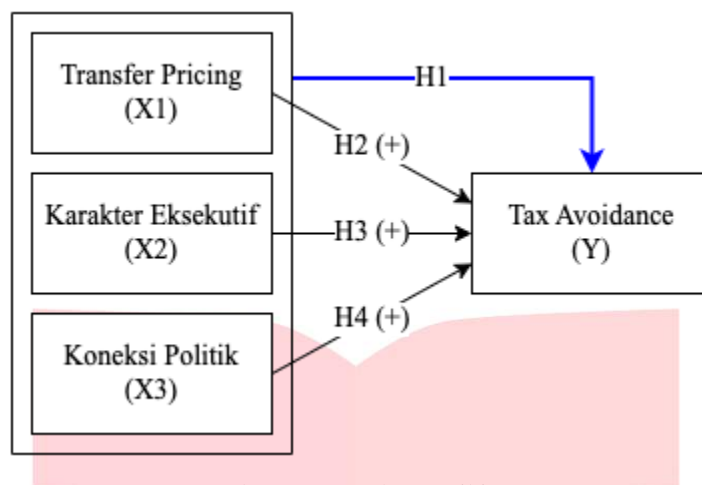 Transfer Pricing
(X1)
H1
H2 (+)
Karakter Eksekutif
(X2)
H3 (+)
Tax Avoidance
(Y)
H4 (+)
Koneksi Politik
(X3)